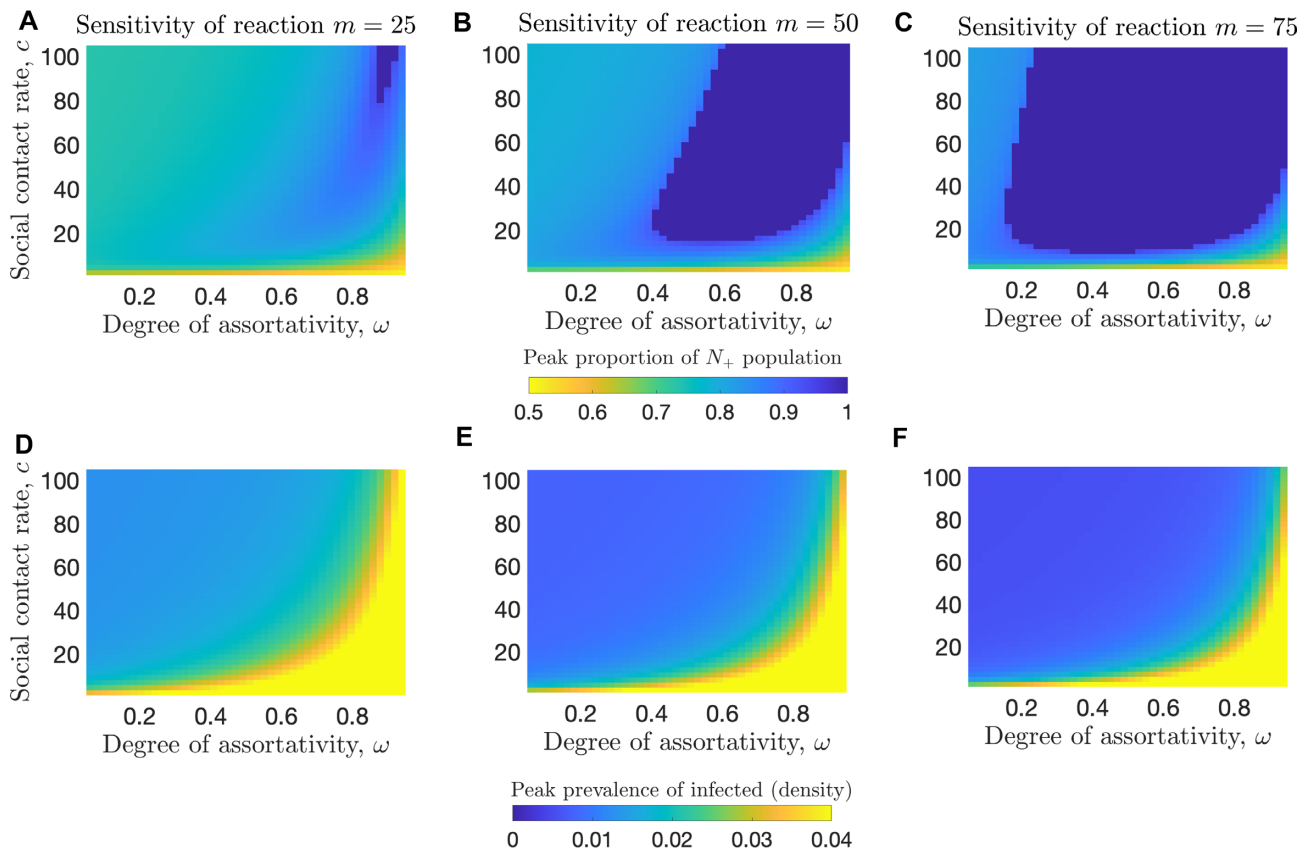 A
Sensitivity of reaction m = 25
Social contact rate, c
100
80
60
40
20
0.2 0.4 0.6 0.8
Degree of assortativity, ω
B
Sensitivity of reaction m = 50
100
80
60
40
20
0.2 0.4 0.6 0.8
Degree of assortativity, ω
C
Sensitivity of reaction m = 75
100
80
60
40
20
0.2 0.4 0.6 0.8
Degree of assortativity, ω
Peak proportion of N₊ population
0.5 0.6 0.7 0.8 0.9 1
D
Social contact rate, c
100
80
60
40
20
0.2 0.4 0.6 0.8
Degree of assortativity, ω
E
100
80
60
40
20
0.2 0.4 0.6 0.8
Degree of assortativity, ω
F
100
80
60
40
20
0.2 0.4 0.6 0.8
Degree of assortativity, ω
Peak prevalence of infected (density)
0 0.01 0.02 0.03 0.04